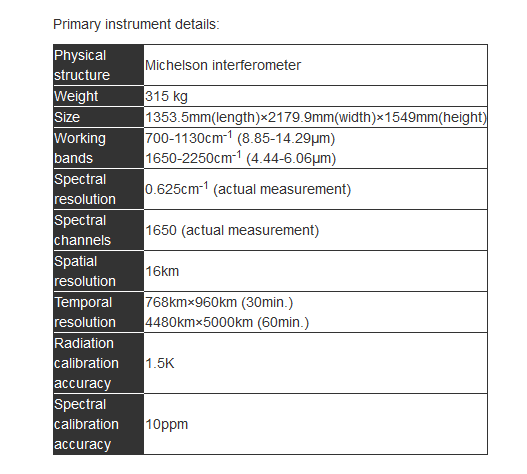 Primary instrument details:
Physical
structure
Michelson interferometer
Weight
315 kg
Size
1353.5mm(length)×2179.9mm(width)×1549mm(height)
Working
bands
700-1130cm-1 (8.85-14.29μm)
1650-2250cm-1 (4.44-6.06μm)
Spectral
resolution
0.625cm-1 (actual measurement)
Spectral
channels
1650 (actual measurement)
Spatial
resolution
16km
Temporal
resolution
768km×960km (30min.)
4480km×5000km (60min.)
Radiation
calibration
accuracy
1.5K
Spectral
calibration
accuracy
10ppm